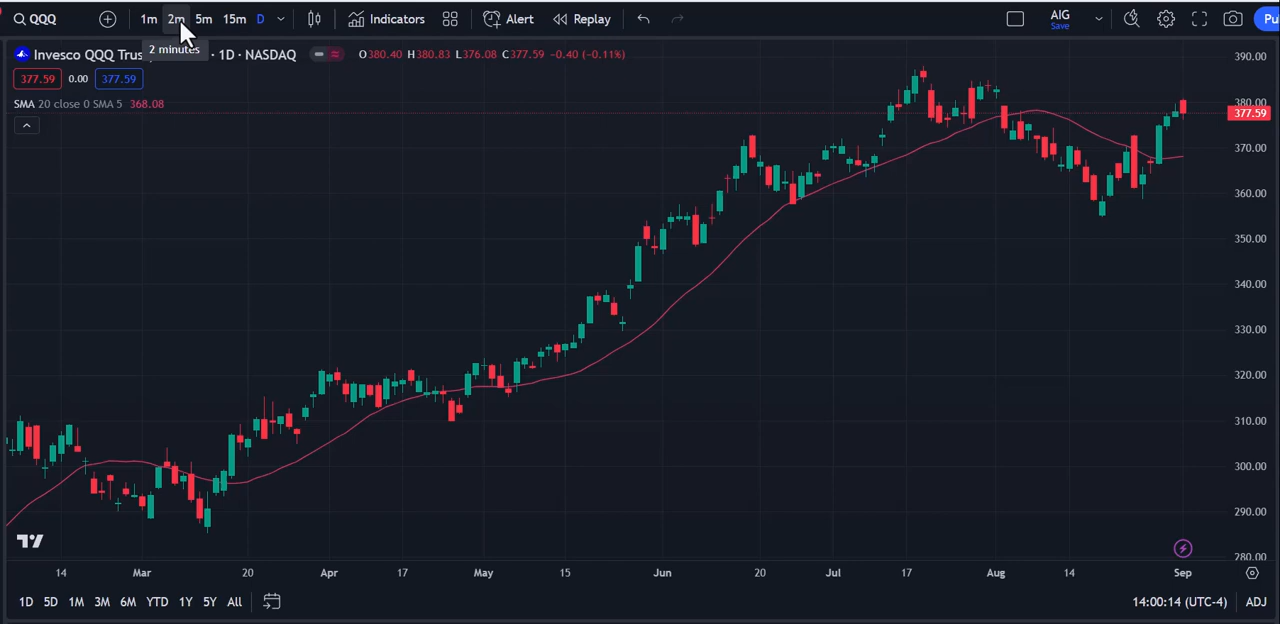 QQQ 1m 2m 5m 15m D Indicators Alert Replay AIG Save Pu
2 minutes
Invesco QQQ Trus · 1D · NASDAQ O380.40 H380.83 L376.08 C377.59 -0.40 (-0.11%)
377.59 0.00 377.59
SMA 20 close 0 SMA 5 368.08
390.00
380.00
377.59
370.00
360.00
350.00
340.00
330.00
320.00
310.00
300.00
290.00
280.00
14 Mar 20 Apr 17 May 15 Jun 20 Jul 17 Aug 14 Sep
1D 5D 1M 3M 6M YTD 1Y 5Y All 14:00:14 (UTC-4) ADJ